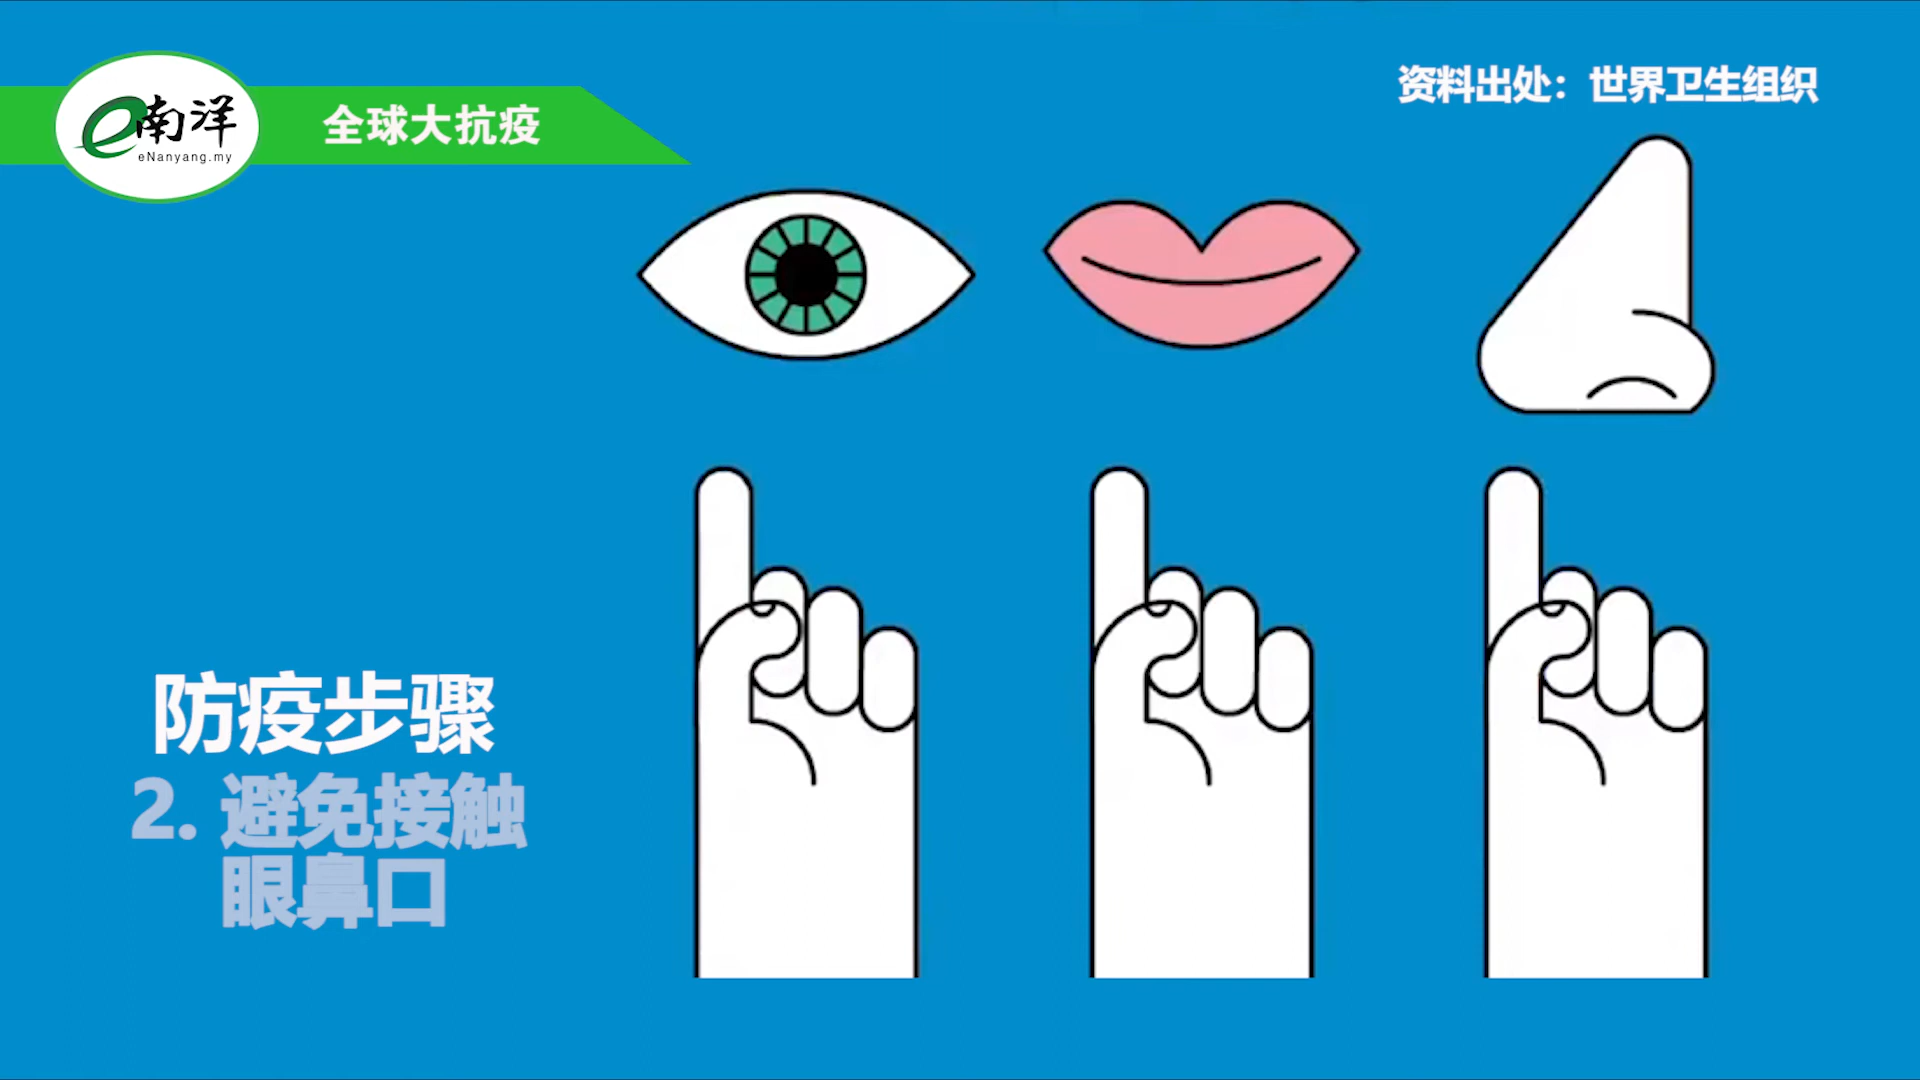 e南洋
eNanyang.my
全球大抗疫
资料出处：世界卫生组织
防疫步骤
2. 避免接触
眼鼻口